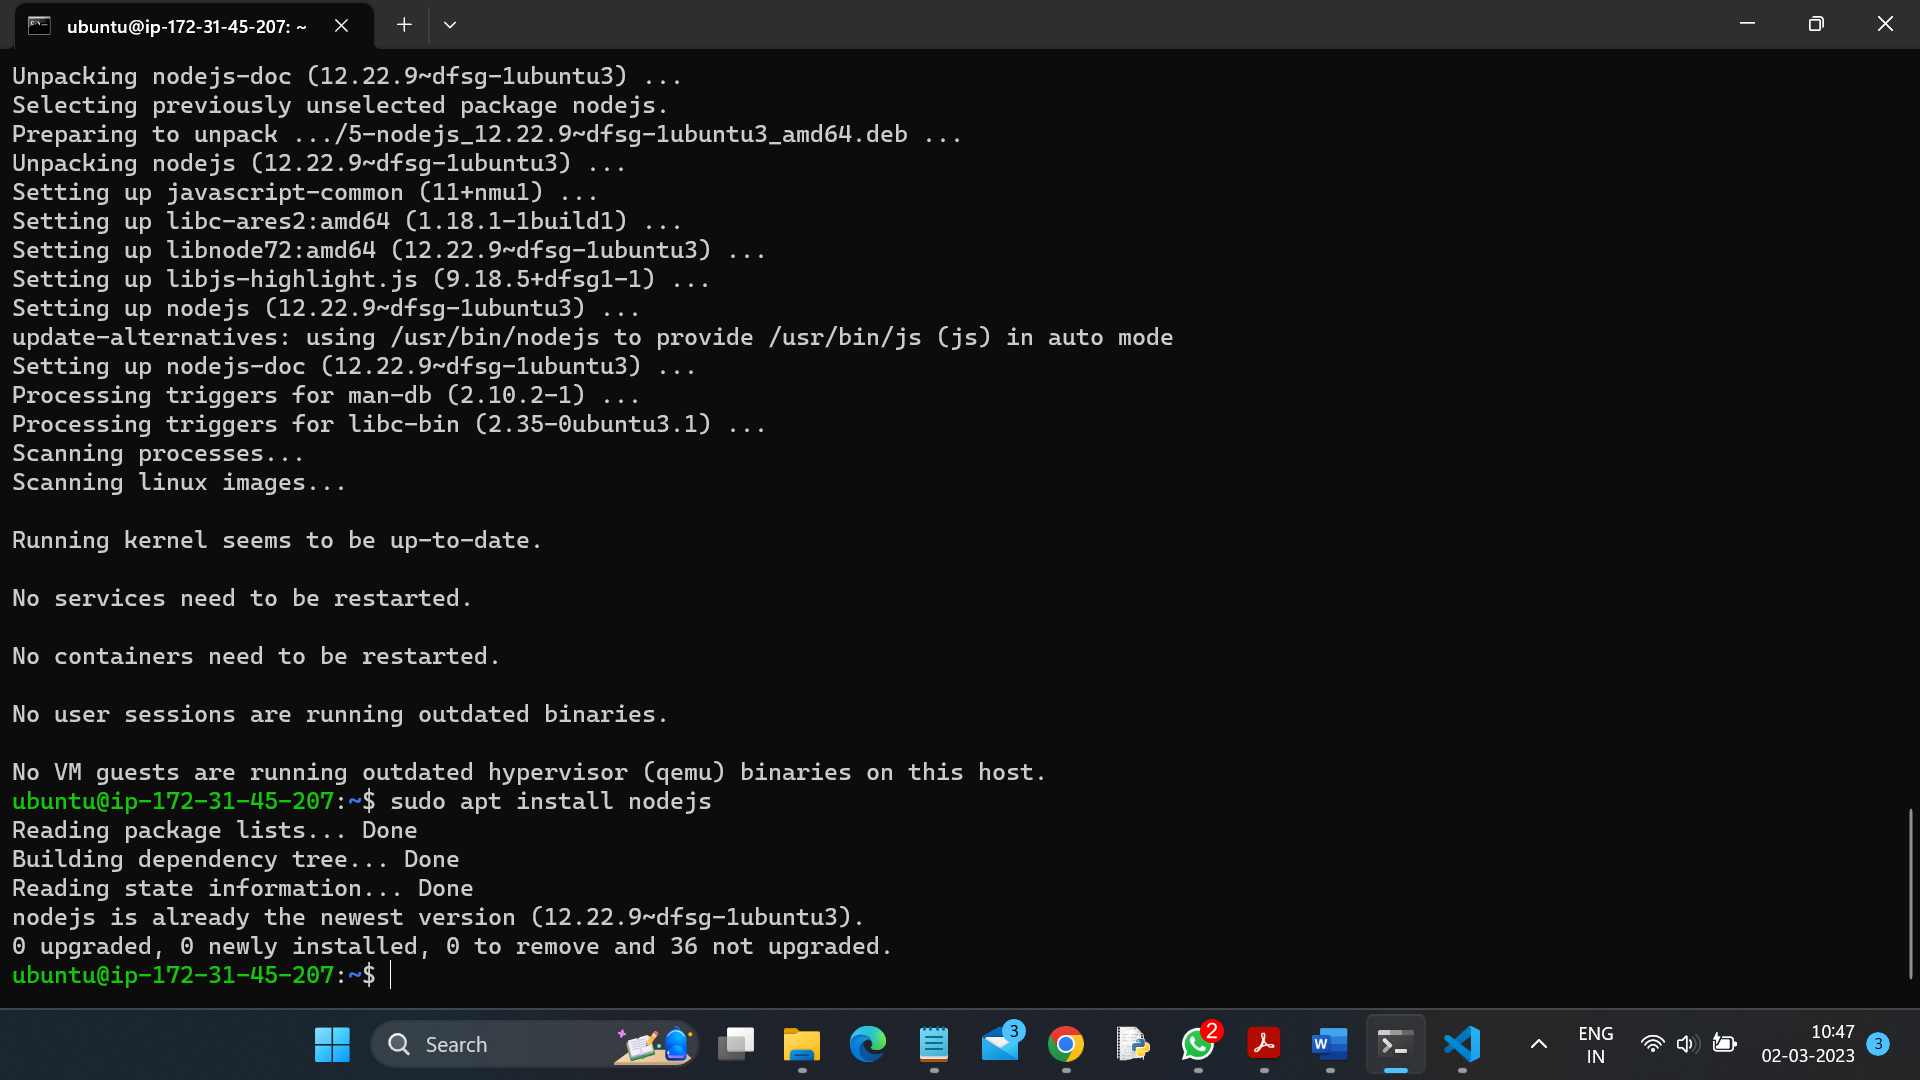 ubuntu@ip-172-31-45-207: ~
Unpacking nodejs-doc (12.22.9~dfsg-1ubuntu3) ...
Selecting previously unselected package nodejs.
Preparing to unpack .../5-nodejs_12.22.9~dfsg-1ubuntu3_amd64.deb ...
Unpacking nodejs (12.22.9~dfsg-1ubuntu3) ...
Setting up javascript-common (11+nmu1) ...
Setting up libc-ares2:amd64 (1.18.1-1build1) ...
Setting up libnode72:amd64 (12.22.9~dfsg-1ubuntu3) ...
Setting up libjs-highlight.js (9.18.5+dfsg1-1) ...
Setting up nodejs (12.22.9~dfsg-1ubuntu3) ...
update-alternatives: using /usr/bin/nodejs to provide /usr/bin/js (js) in auto mode
Setting up nodejs-doc (12.22.9~dfsg-1ubuntu3) ...
Processing triggers for man-db (2.10.2-1) ...
Processing triggers for libc-bin (2.35-0ubuntu3.1) ...
Scanning processes...
Scanning linux images...
Running kernel seems to be up-to-date.
No services need to be restarted.
No containers need to be restarted.
No user sessions are running outdated binaries.
No VM guests are running outdated hypervisor (qemu) binaries on this host.
ubuntu@ip-172-31-45-207:~$ sudo apt install nodejs
Reading package lists... Done
Building dependency tree... Done
Reading state information... Done
nodejs is already the newest version (12.22.9~dfsg-1ubuntu3).
0 upgraded, 0 newly installed, 0 to remove and 36 not upgraded.
ubuntu@ip-172-31-45-207:~$
Search
3
2
W
ENG
IN
10:47
02-03-2023
3